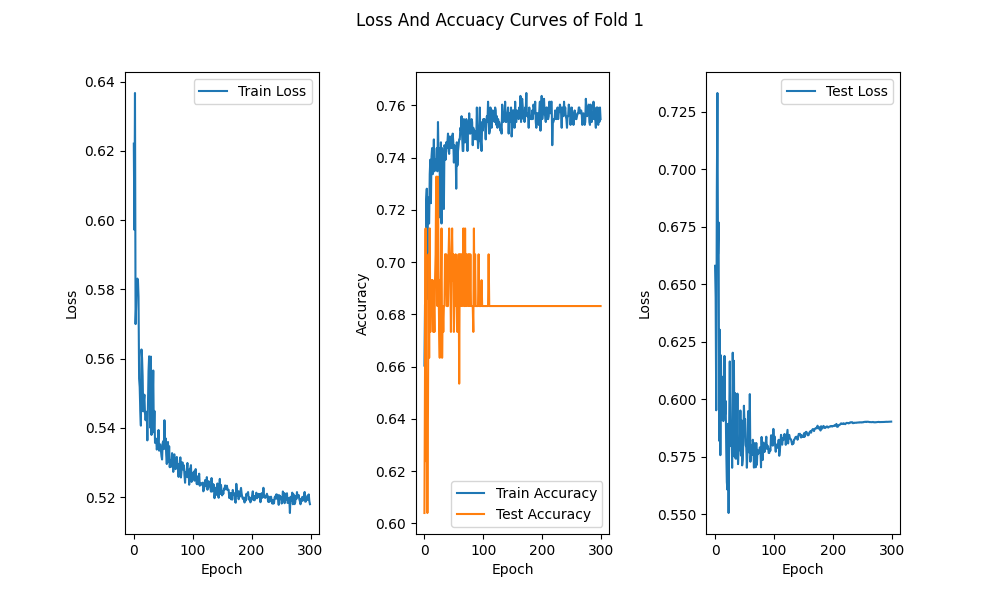 Loss And Accuacy Curves of Fold 1
Train Loss
0.64
0.62
0.60
0.58
0.56
0.54
0.52
Loss
0 100 200 300
Epoch
0.76
0.74
0.72
0.70
0.68
0.66
0.64
0.62
0.60
Accuracy
Train Accuracy
Test Accuracy
0 100 200 300
Epoch
Test Loss
0.725
0.700
0.675
0.650
0.625
0.600
0.575
0.550
Loss
0 100 200 300
Epoch